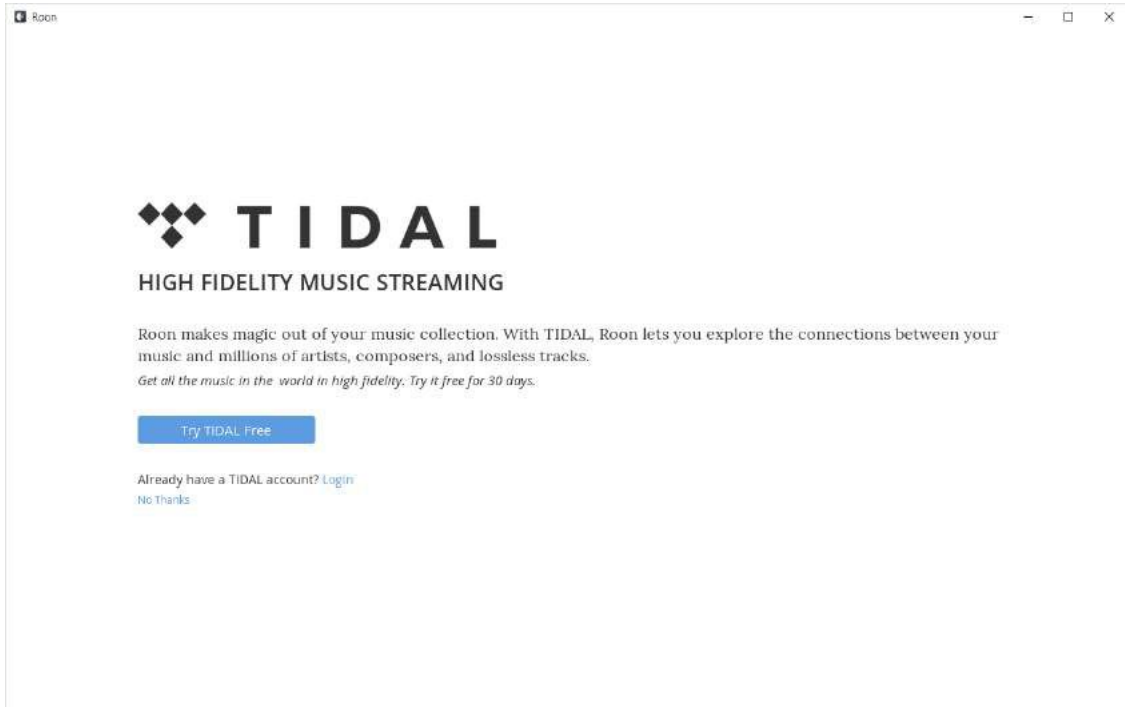 Roon
TIDAL
HIGH FIDELITY MUSIC STREAMING
Roon makes magic out of your music collection. With TIDAL, Roon lets you explore the connections between your
music and millions of artists, composers, and lossless tracks.
Get all the music in the world in high fidelity. Try it free for 30 days.
Try TIDAL Free
Already have a TIDAL account? Login
No Thanks